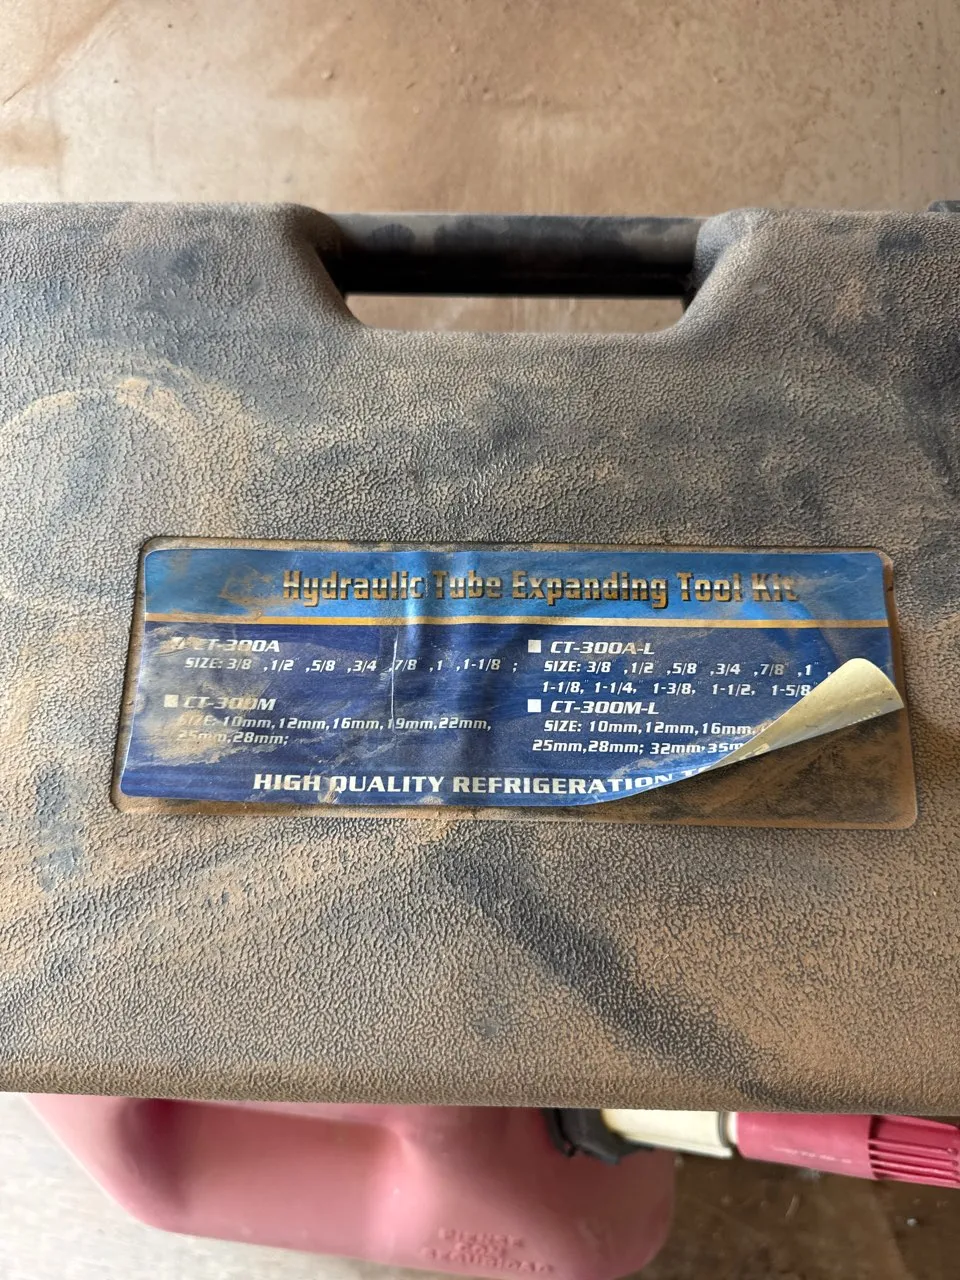 Hydraulic Tube Expanding Tool Kit
CT-300A
SIZE: 3/8 ,1/2 ,5/8 ,3/4 ,7/8 ,1 ,1-1/8 ;
CT-300M
SIZE: 10mm,12mm,16mm,19mm,22mm,
25mm,28mm;
CT-300A-L
SIZE: 3/8 ,1/2 ,5/8 ,3/4 ,7/8" ,1" ,
1-1/8," 1-1/4," 1-3/8," 1-1/2," 1-5/8"
CT-300M-L
SIZE: 10mm,12mm,16mm,
25mm,28mm; 32mm,35m
HIGH QUALITY REFRIGERATION